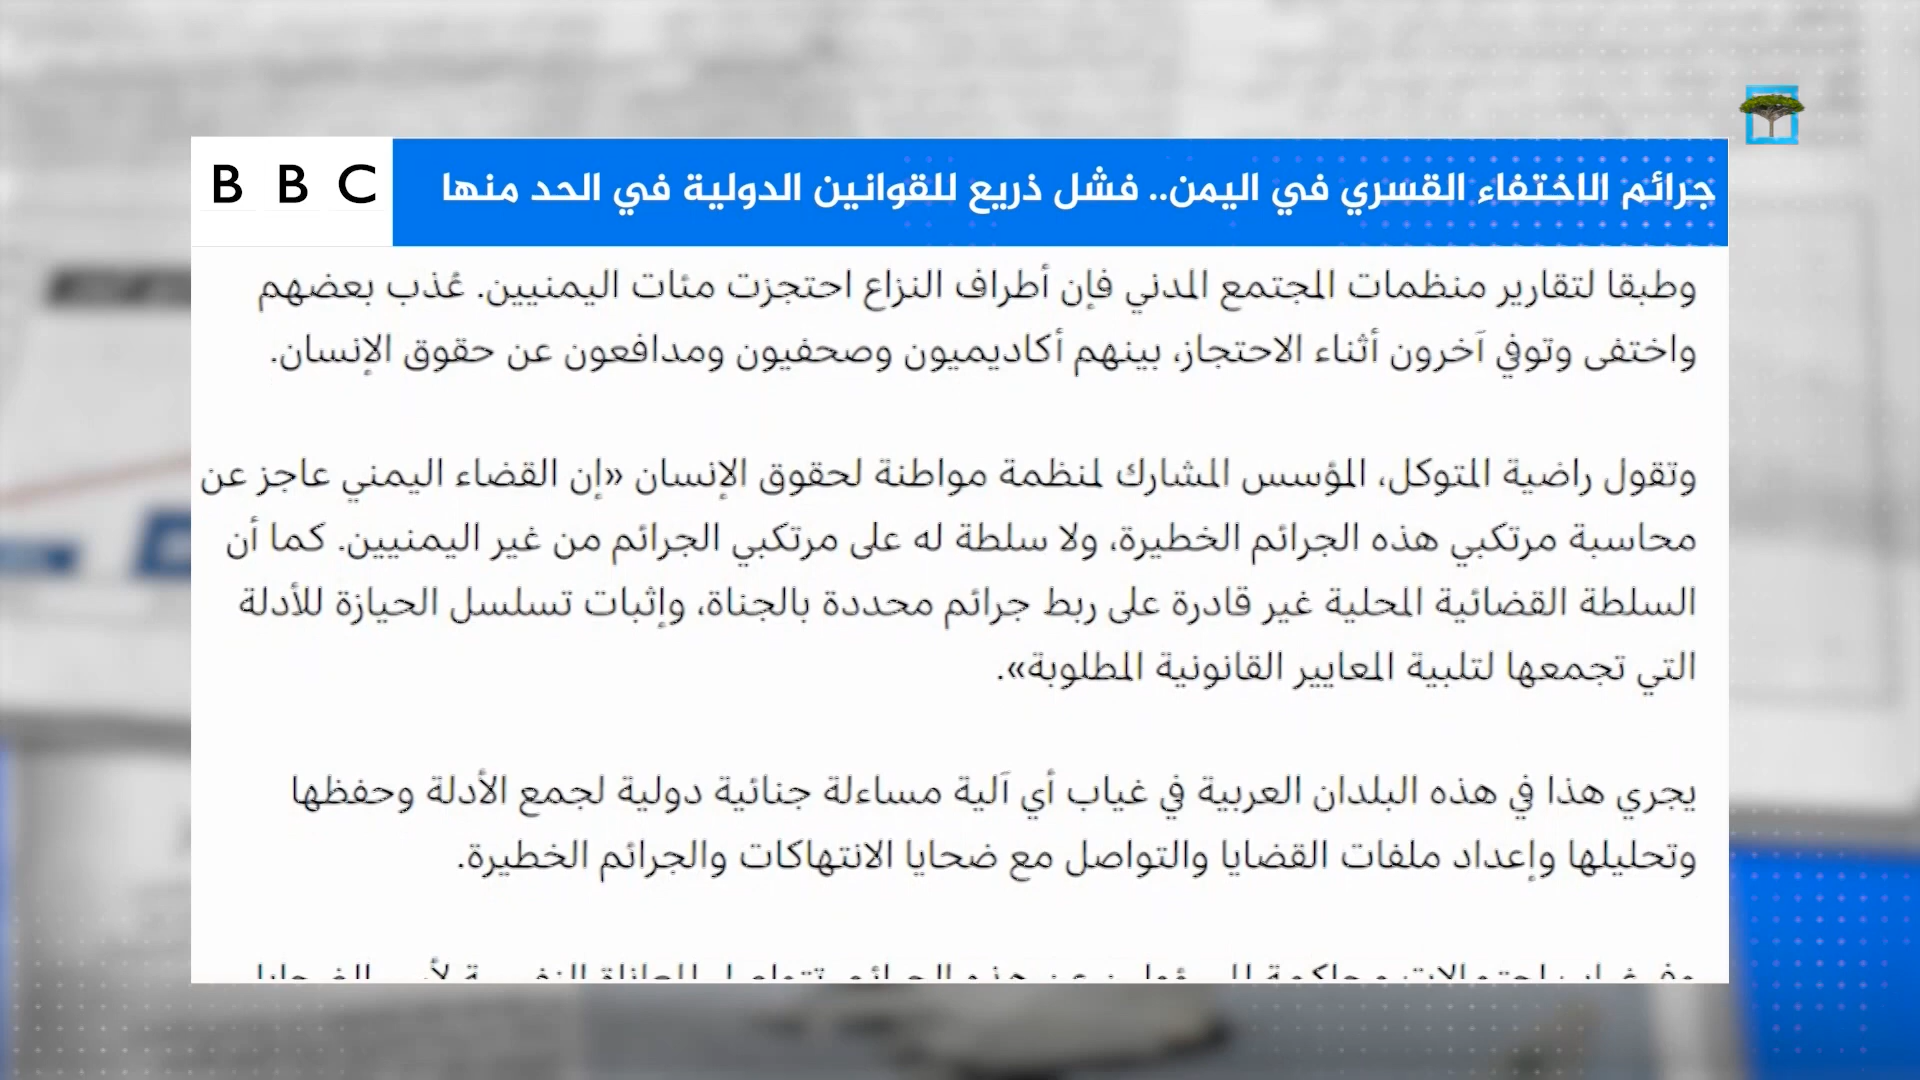 BBC
جرائم الاختفاء القسري في اليمن.. فشل ذريع للقوانين الدولية في الحد منها
وطبقا لتقارير منظمات المجتمع المدني فإن أطراف النزاع احتجزت مئات اليمنيين. عُذب بعضهم
واختفى وتوفي آخرون أثناء الاحتجاز، بينهم أكاديميون وصحفيون ومدافعون عن حقوق الإنسان.
وتقول راضية المتوكل، المؤسس المشارك لمنظمة مواطنة لحقوق الإنسان «إن القضاء اليمني عاجز عن
محاسبة مرتكبي هذه الجرائم الخطيرة، ولا سلطة له على مرتكبي الجرائم من غير اليمنيين. كما أن
السلطة القضائية المحلية غير قادرة على ربط جرائم محددة بالجناة، وإثبات تسلسل الحيازة للأدلة
التي تجمعها لتلبية المعايير القانونية المطلوبة».
يجري هذا في هذه البلدان العربية في غياب أي آلية مساءلة جنائية دولية لجمع الأدلة وحفظها
وتحليلها وإعداد ملفات القضايا والتواصل مع ضحايا الانتهاكات والجرائم الخطيرة.